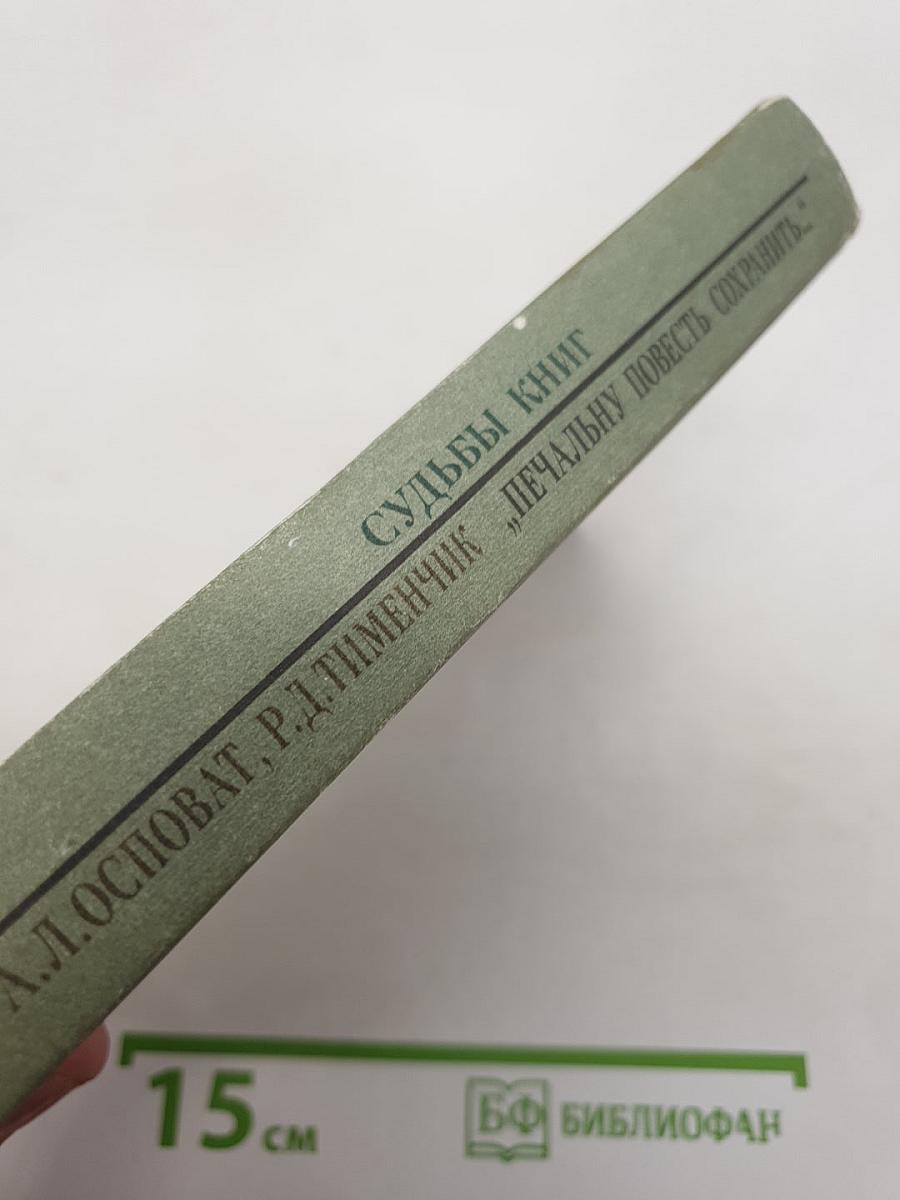 СУДЬБЫ КНИГ
А.Л.ОСПОВАТ, Р.Д.ТИМЕНЧИК „ПЕЧАЛЬНУ ПОВЕСТЬ СОХРАНИТЬ..."
15 см
БФ БИБЛИОФАН